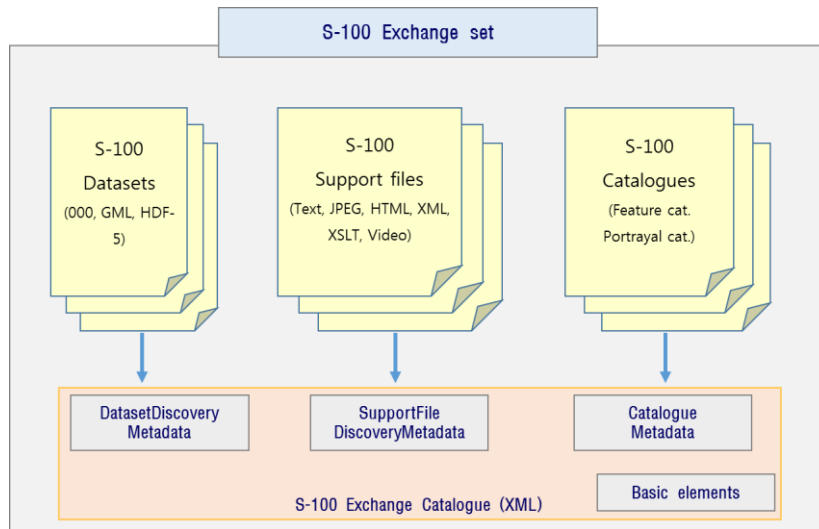 S-100 Exchange set
S-100
Datasets
(000, GML, HDF-
5)
S-100
Support files
(Text, JPEG, HTML, XML,
XSLT, Video)
S-100
Catalogues
(Feature cat.
Portrayal cat.)
DatasetDiscovery
Metadata
SupportFile
DiscoveryMetadata
Catalogue
Metadata
Basic elements
S-100 Exchange Catalogue (XML)